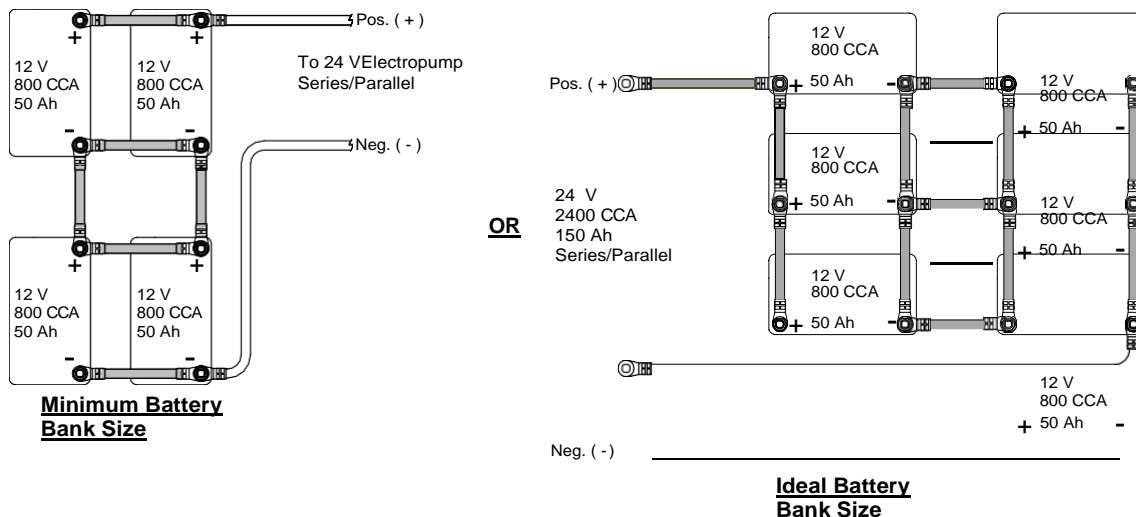 Pos. ( + )
+
+
12 V
800 CCA
50 Ah
12 V
800 CCA
50 Ah
To 24 VElectropump
Series/Parallel
-
-
Neg. ( - )
+
+
12 V
800 CCA
50 Ah
12 V
800 CCA
50 Ah
-
-
Minimum Battery
Bank Size
OR
12 V
800 CCA
Pos. ( + )
+ 50 Ah -
12 V
800 CCA
+ 50 Ah -
12 V
800 CCA
+ 50 Ah -
24 V
2400 CCA
150 Ah
Series/Parallel
12 V
800 CCA
+ 50 Ah -
12 V
800 CCA
+ 50 Ah -
12 V
800 CCA
+ 50 Ah -
Neg. ( - )
Ideal Battery
Bank Size